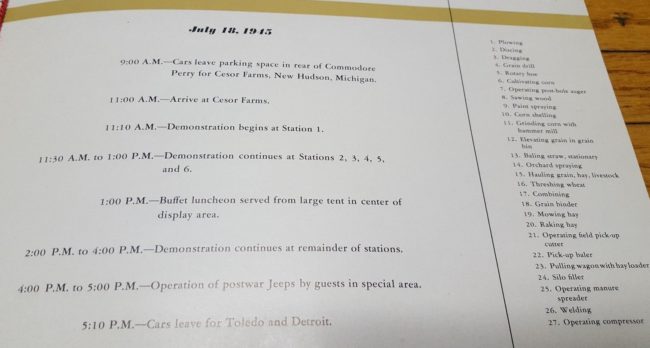 July 18, 1945
9:00 A.M.—Cars leave parking space in rear of Commodore
Perry for Cesor Farms, New Hudson, Michigan.
11:00 A.M.—Arrive at Cesor Farms.
11:10 A.M.—Demonstration begins at Station 1.
11:30 A.M. to 1:00 P.M.—Demonstration continues at Stations 2, 3, 4, 5,
and 6.
1:00 P.M.—Buffet luncheon served from large tent in center of
display area.
2:00 P.M. to 4:00 P.M.—Demonstration continues at remainder of stations.
4:00 P.M. to 5:00 P.M.—Operation of postwar Jeeps by guests in special area.
5:10 P.M.—Cars leave for Toledo and Detroit.
1. Plowing
2. Discing
3. Dragging
4. Grain drill
5. Rotary hoe
6. Cultivating corn
7. Operating post-hole auger
8. Sawing wood
9. Paint spraying
10. Corn shelling
11. Grinding corn with
hammer mill
12. Elevating grain in grain
bin
13. Baling straw, stationary
14. Orchard spraying
15. Hauling grain, hay, livestock
16. Threshing wheat
17. Combining
18. Grain binder
19. Mowing hay
20. Raking hay
21. Operating field pick-up
cutter
22. Pick-up baler
23. Pulling wagon with hay loader
24. Silo filler
25. Operating manure
spreader
26. Welding
27. Operating compressor